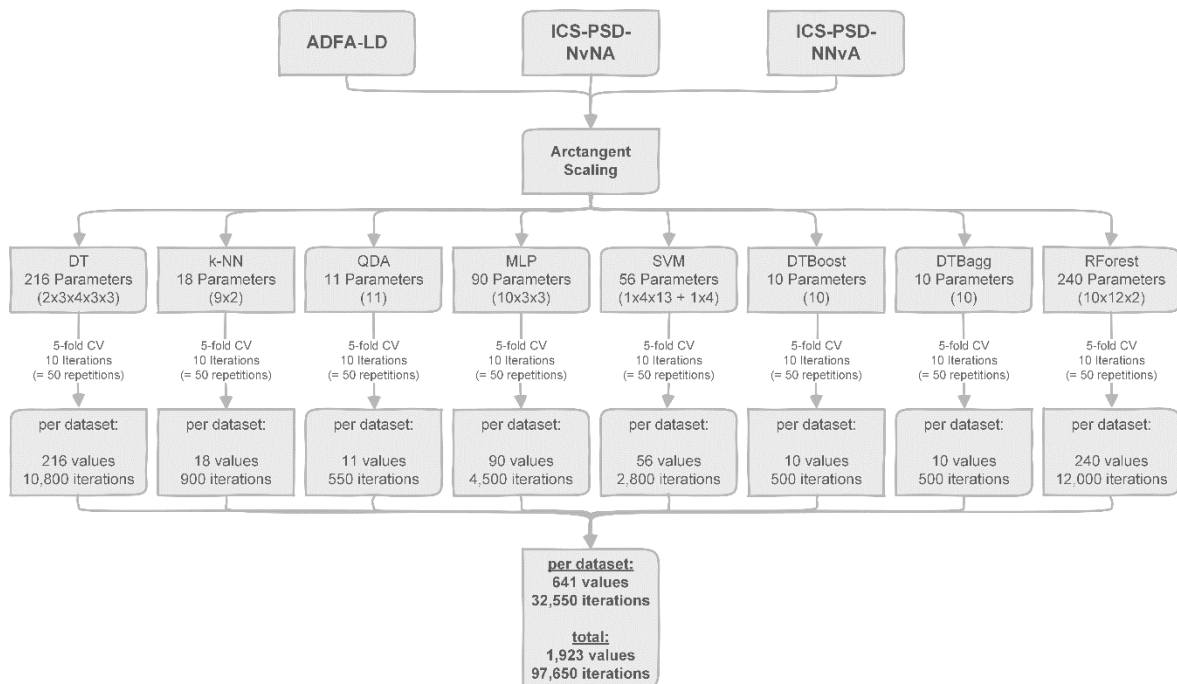 ADFA-LD
ICS-PSD-
NvNA
ICS-PSD-
NNvA
Arctangent
Scaling
DT
216 Parameters
(2x3x4x3x3)
k-NN
18 Parameters
(9x2)
QDA
11 Parameters
(11)
MLP
90 Parameters
(10x3x3)
SVM
56 Parameters
(1x4x13 + 1x4)
DTBoost
10 Parameters
(10)
DTBagg
10 Parameters
(10)
RForest
240 Parameters
(10x12x2)
5-fold CV
10 Iterations
(= 50 repetitions)
5-fold CV
10 Iterations
(= 50 repetitions)
5-fold CV
10 Iterations
(= 50 repetitions)
5-fold CV
10 Iterations
(= 50 repetitions)
5-fold CV
10 Iterations
(= 50 repetitions)
5-fold CV
10 Iterations
(= 50 repetitions)
5-fold CV
10 Iterations
(= 50 repetitions)
5-fold CV
10 Iterations
(= 50 repetitions)
per dataset:
216 values
10,800 iterations
per dataset:
18 values
900 iterations
per dataset:
11 values
550 iterations
per dataset:
90 values
4,500 iterations
per dataset:
56 values
2,800 iterations
per dataset:
10 values
500 iterations
per dataset:
10 values
500 iterations
per dataset:
240 values
12,000 iterations
per dataset:
641 values
32,550 iterations
total:
1,923 values
97,650 iterations